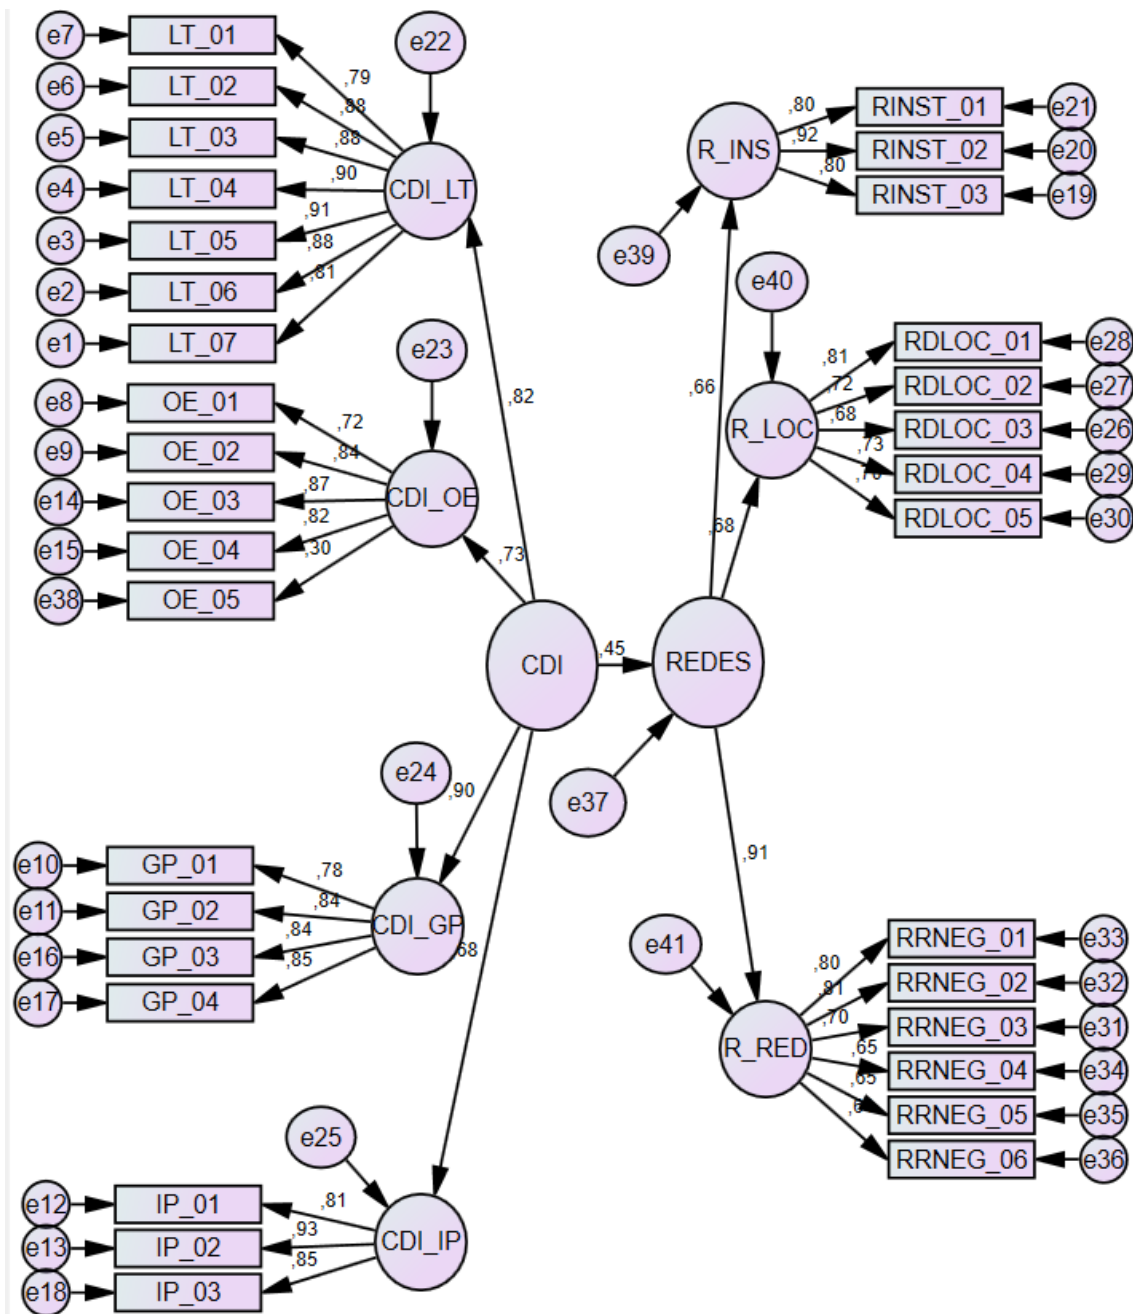 e7 LT_01
e6 LT_02
e5 LT_03
e4 LT_04
e3 LT_05
e2 LT_06
e1 LT_07
,79
,88
,88
,90
,91
,88
,81
e22
CDI_LT
,82
e8 OE_01
e9 OE_02
e14 OE_03
e15 OE_04
e38 OE_05
,72
,84
,87
,82
,30
e23
CDI_OE
,73
CDI
,45
REDES
e37
e24
,90
e10 GP_01
e11 GP_02
e16 GP_03
e17 GP_04
,78
,84
,84
,85
CDI_GP
,68
e25
e12 IP_01
e13 IP_02
e18 IP_03
,81
,93
,85
CDI_IP
R_INS
e39
,80
,92
,80
RINST_01 e21
RINST_02 e20
RINST_03 e19
,66
e40
R_LOC
,68
,81
,72
,68
,73
RDLOC_01 e28
RDLOC_02 e27
RDLOC_03 e26
RDLOC_04 e29
RDLOC_05 e30
,91
e41
R_RED
,80
,81
,70
,65
,65
RRNEG_01 e33
RRNEG_02 e32
RRNEG_03 e31
RRNEG_04 e34
RRNEG_05 e35
RRNEG_06 e36